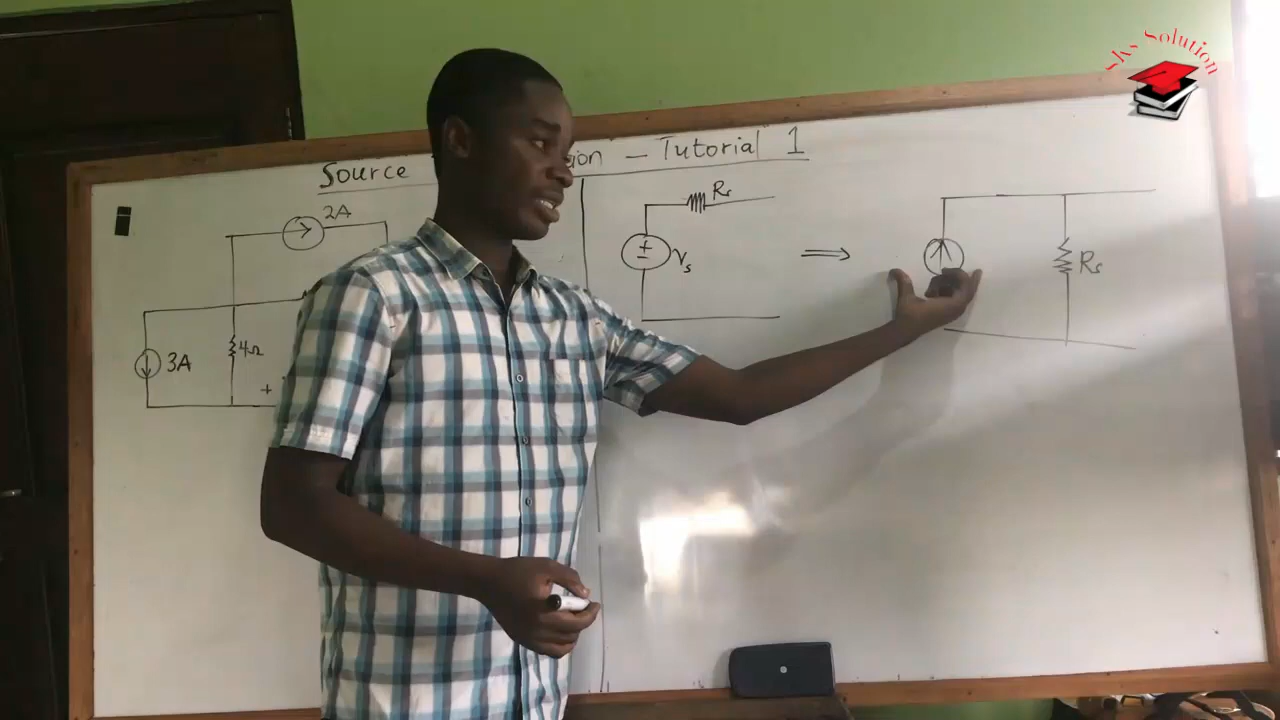 Sks Solution
Source
ion – Tutorial 1
2A
3A
4Ω
+
Rs
±
Vs
⇒
Rs